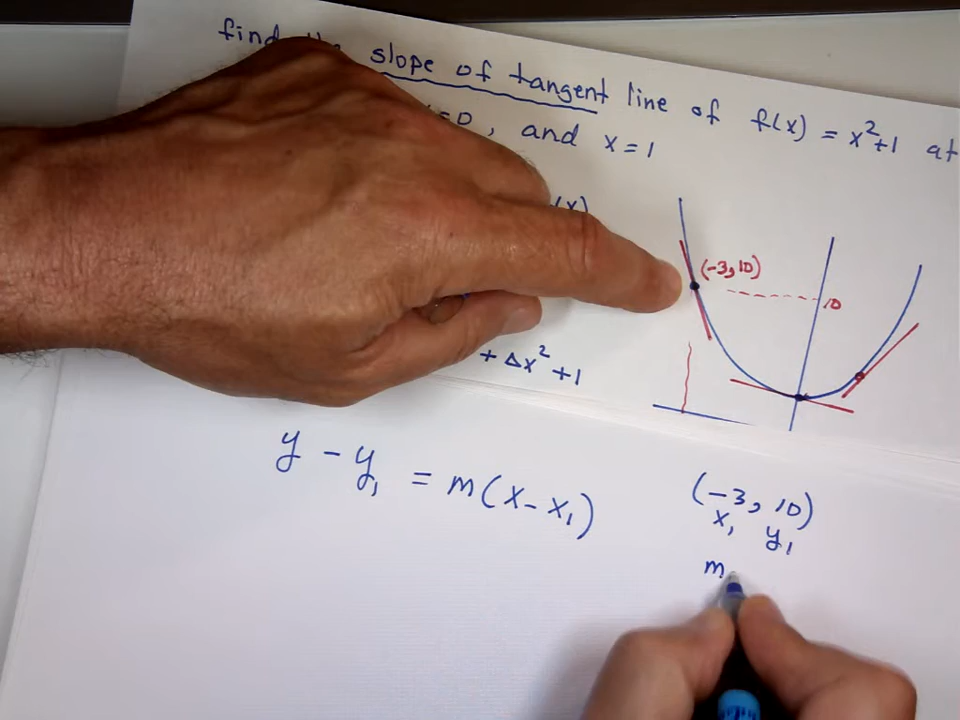 find the slope of tangent line of f(x) = x²+1 at
=0, and x=1
(x)
(-3,10)
10
+ Δx² +1
y - y₁ = m(x - x₁)
(-3, 10)
x₁ y₁
m